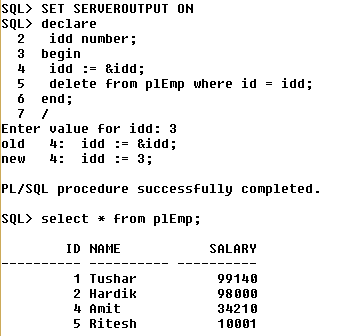 SQL> SET SERVEROUTPUT ON
SQL> declare
  2   idd number;
  3  begin
  4   idd := &idd;
  5   delete from plEmp where id = idd;
  6  end;
  7  /
Enter value for idd: 3
old   4:  idd := &idd;
new   4:  idd := 3;
PL/SQL procedure successfully completed.
SQL> select * from plEmp;
        ID NAME           SALARY
---------- ---------- ----------
         1 Tushar          99140
         2 Hardik          98000
         4 Amit            34210
         5 Ritesh          10001